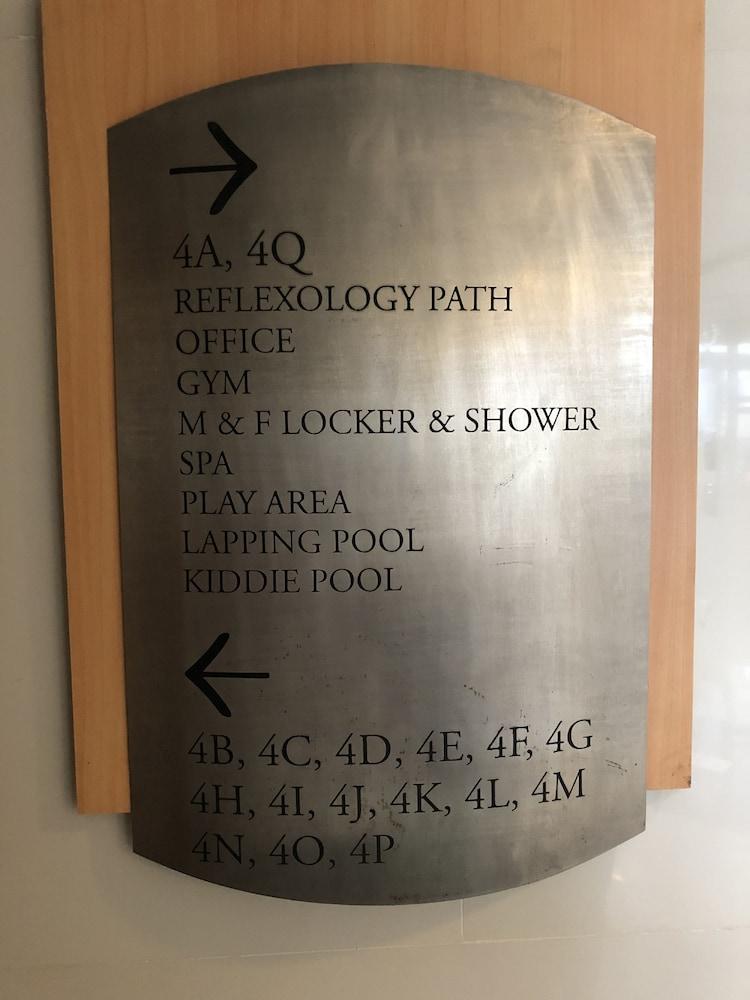 4A, 4Q
REFLEXOLOGY PATH
OFFICE
GYM
M & F LOCKER & SHOWER
SPA
PLAY AREA
LAPPING POOL
KIDDIE POOL
4B, 4C, 4D, 4E, 4F, 4G
4H, 4I, 4J, 4K, 4L, 4M
4N, 4O, 4P